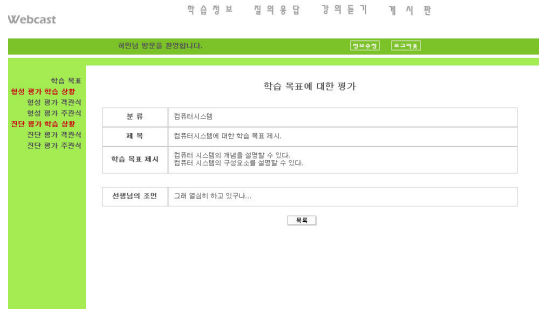 Webcast
학습정보 질의응답 강의듣기 게시판
하민님 방문을 환영합니다.
정보수정 로그아웃
학습 목표
형성 평가 학습 상황
형성 평가 객관식
형성 평가 주관식
진단 평가 학습 상황
진단 평가 객관식
진단 평가 주관식
학습 목표에 대한 평가
분 류 컴퓨터시스템
제 목 컴퓨터시스템에 대한 학습 목표 제시.
학습 목표 제시 컴퓨터 시스템의 개념을 설명할 수 있다.
컴퓨터 시스템의 구성요소를 설명할 수 있다.
선생님의 조언 그래 열심히 하고 있구나...
목록